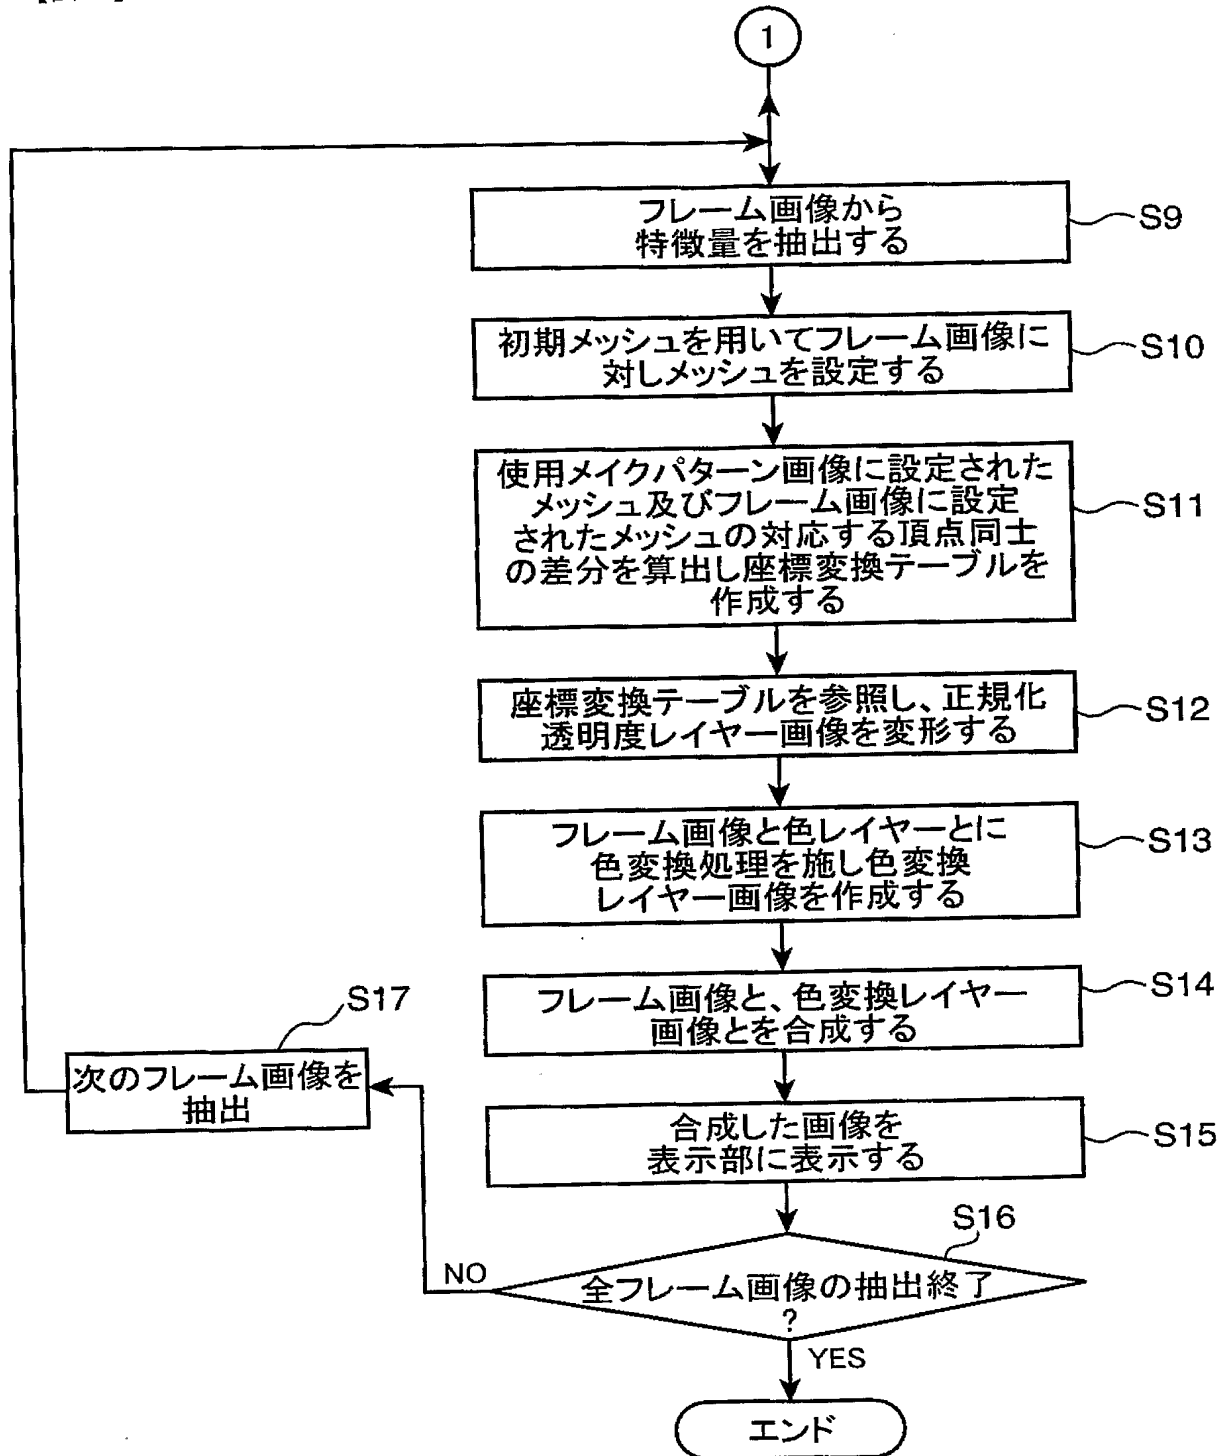 1
フレーム画像から
特徴量を抽出する
S9
初期メッシュを用いてフレーム画像に
対しメッシュを設定する
S10
使用メイクパターン画像に設定された
メッシュ及びフレーム画像に設定
されたメッシュの対応する頂点同士
の差分を算出し座標変換テーブルを
作成する
S11
座標変換テーブルを参照し、正規化
透明度レイヤー画像を変形する
S12
フレーム画像と色レイヤーとに
色変換処理を施し色変換
レイヤー画像を作成する
S13
フレーム画像と、色変換レイヤー
画像とを合成する
S14
S17
次のフレーム画像を
抽出
合成した画像を
表示部に表示する
S15
S16
NO
全フレーム画像の抽出終了
?
YES
エンド